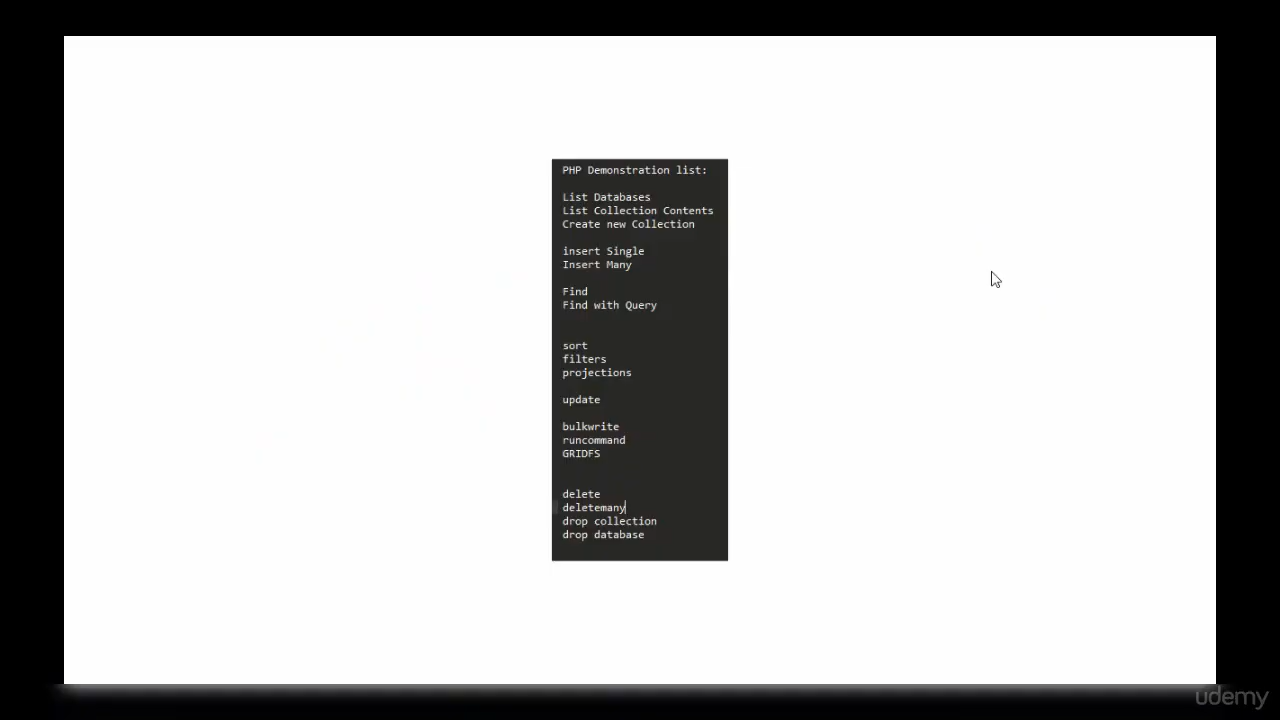 PHP Demonstration list:
List Databases
List Collection Contents
Create new Collection
insert Single
Insert Many
Find
Find with Query
sort
filters
projections
update
bulkwrite
runcommand
GRIDFS
delete
deletemany
drop collection
drop database
udemy